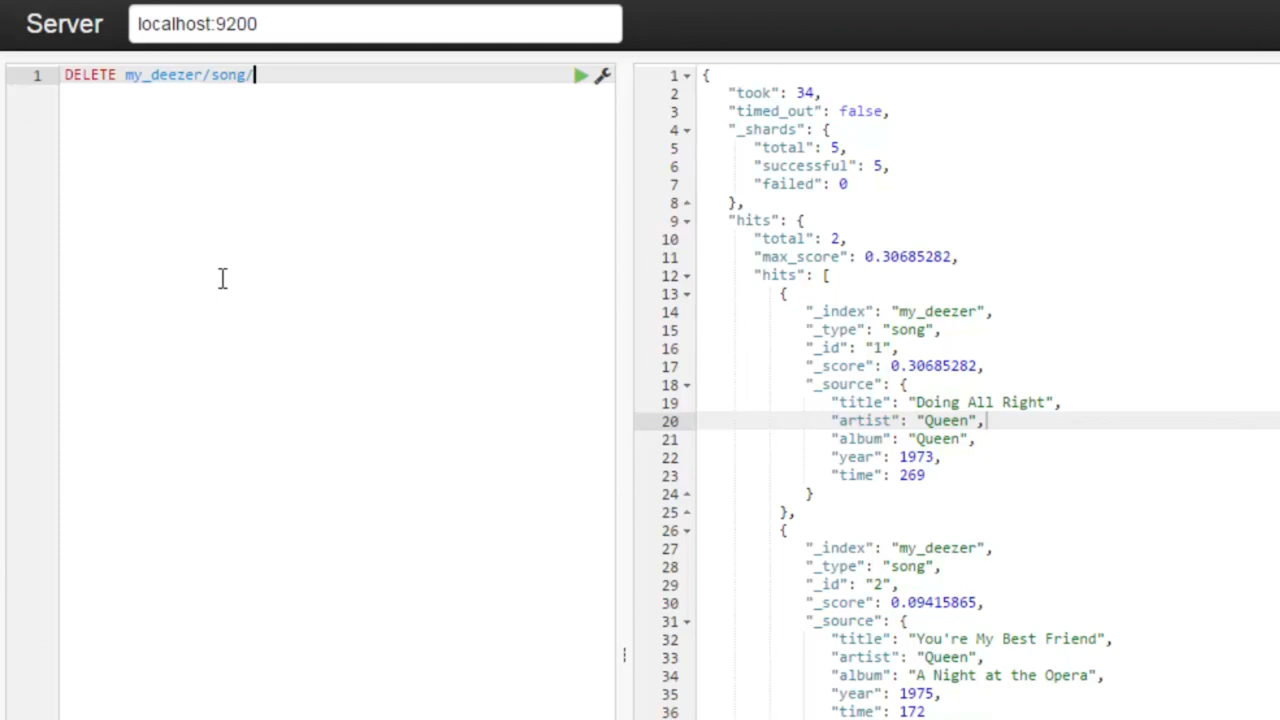 Server localhost:9200
1 DELETE my_deezer/song/
1 {
2 "took": 34,
3 "timed_out": false,
4 "_shards": {
5 "total": 5,
6 "successful": 5,
7 "failed": 0
8 },
9 "hits": {
10 "total": 2,
11 "max_score": 0.30685282,
12 "hits": [
13 {
14 "_index": "my_deezer",
15 "_type": "song",
16 "_id": "1",
17 "_score": 0.30685282,
18 "_source": {
19 "title": "Doing All Right",
20 "artist": "Queen",
21 "album": "Queen",
22 "year": 1973,
23 "time": 269
24 }
25 },
26 {
27 "_index": "my_deezer",
28 "_type": "song",
29 "_id": "2",
30 "_score": 0.09415865,
31 "_source": {
32 "title": "You're My Best Friend",
33 "artist": "Queen",
34 "album": "A Night at the Opera",
35 "year": 1975,
36 "time": 172